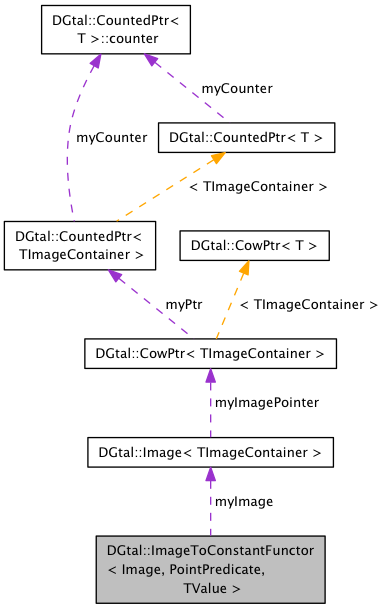 DGtal::CountedPtr<
T >::counter
myCounter
DGtal::CountedPtr< T >
myCounter
< TImageContainer >
DGtal::CountedPtr<
TImageContainer >
DGtal::CowPtr< T >
myPtr
< TImageContainer >
DGtal::CowPtr< TImageContainer >
myImagePointer
DGtal::Image< TImageContainer >
myImage
DGtal::ImageToConstantFunctor
< Image, PointPredicate,
TValue >